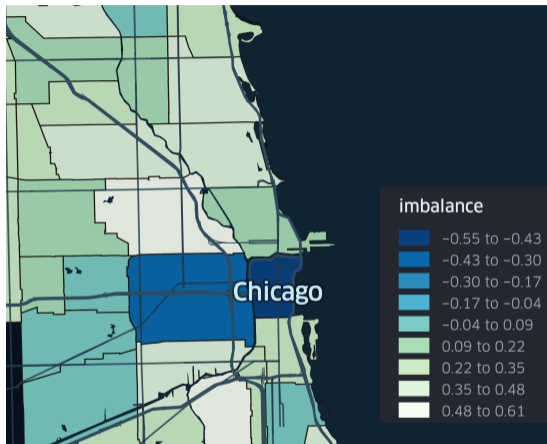 Chicago
imbalance
−0.55 to −0.43
−0.43 to −0.30
−0.30 to −0.17
−0.17 to −0.04
−0.04 to 0.09
0.09 to 0.22
0.22 to 0.35
0.35 to 0.48
0.48 to 0.61